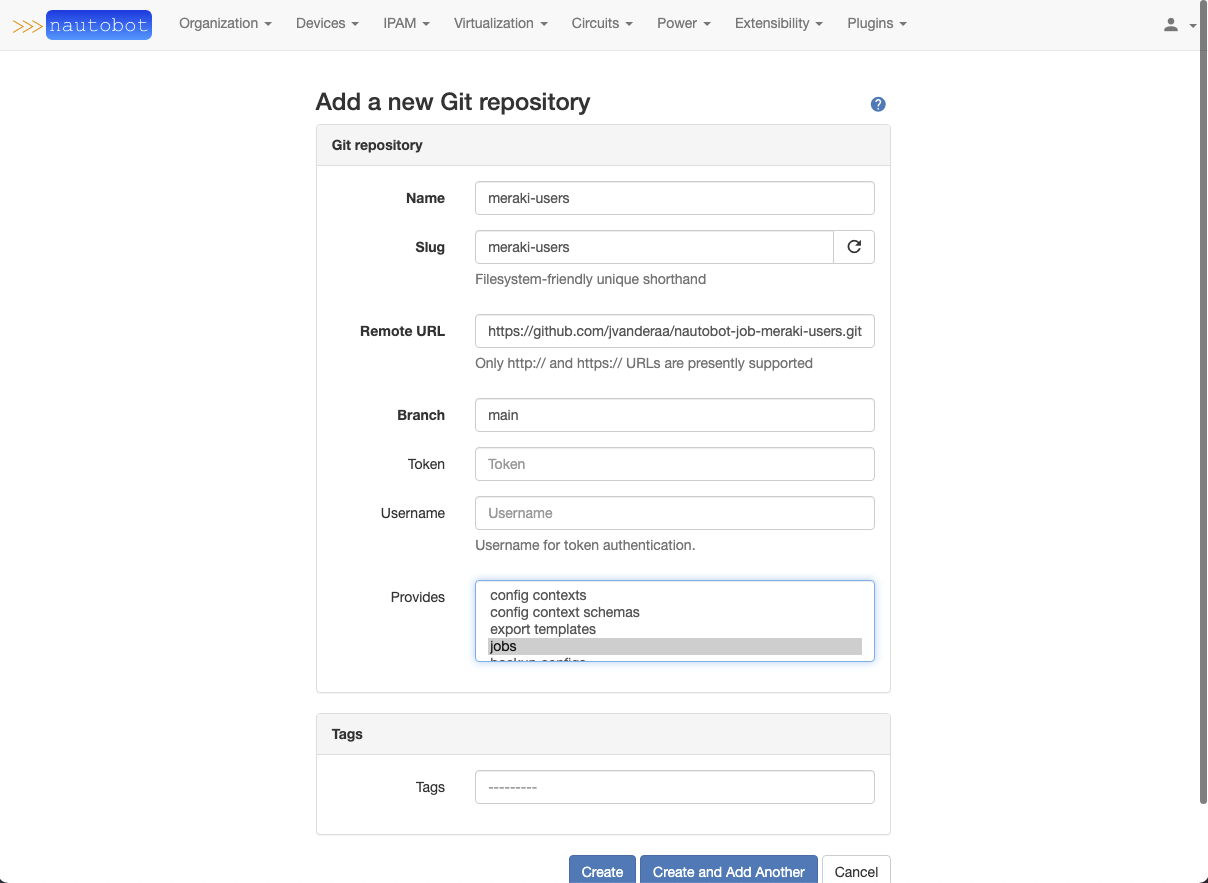 >>> nautobot Organization Devices IPAM Virtualization Circuits Power Extensibility Plugins
Add a new Git repository ?
Git repository
Name meraki-users
Slug meraki-users
Filesystem-friendly unique shorthand
Remote URL https://github.com/jvanderaa/nautobot-job-meraki-users.git
Only http:// and https:// URLs are presently supported
Branch main
Token Token
Username Username
Username for token authentication.
Provides config contexts
config context schemas
export templates
jobs
backup configs
Tags
Tags ---------
Create Create and Add Another Cancel